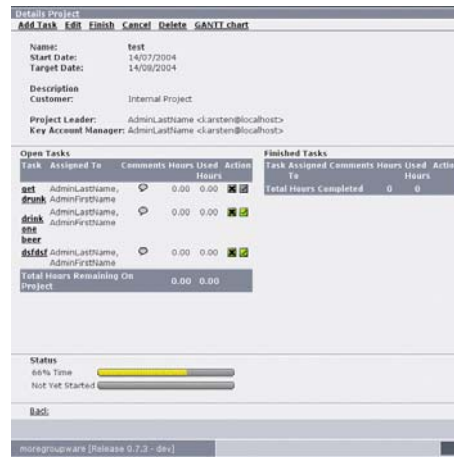 Details Project
Add Task Edit Finish Cancel Delete GANTT chart
Name: test
Start Date: 14/07/2004
Target Date: 14/08/2004
Description
Customer: Internal Project
Project Leader: AdminLastName <karsten@localhost>
Key Account Manager: AdminLastName <karsten@localhost>
Open Tasks
Task Assigned To Comments Hours Used Hours Action
get drunk AdminLastName, AdminFirstName 0.00 0.00
drink one beer AdminLastName, AdminFirstName 0.00 0.00
dsfdsf AdminLastName, AdminFirstName 0.00 0.00
Total Hours Remaining On Project 0.00 0.00
Finished Tasks
Task Assigned To Comments Hours Used Hours Actio
Total Hours Completed 0 0
Status
66% Time
Not Yet Started
Back
moregroupware [Release 0.7.3 - dev]